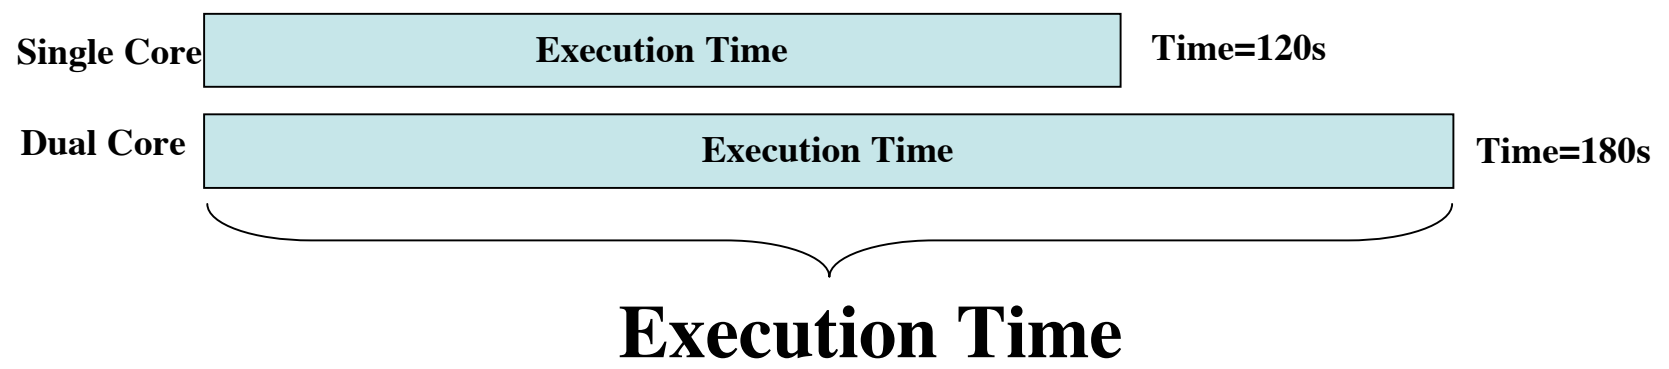 Single Core Execution Time Time=120s
Dual Core Execution Time Time=180s
Execution Time